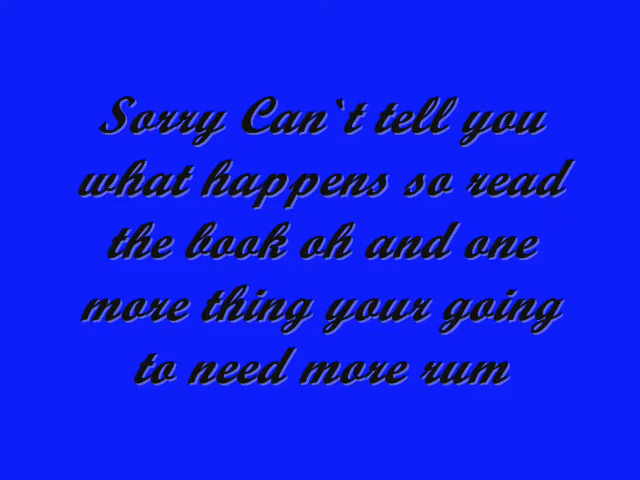 Sorry Can`t tell you
what happens so read
the book oh and one
more thing your going
to need more rum